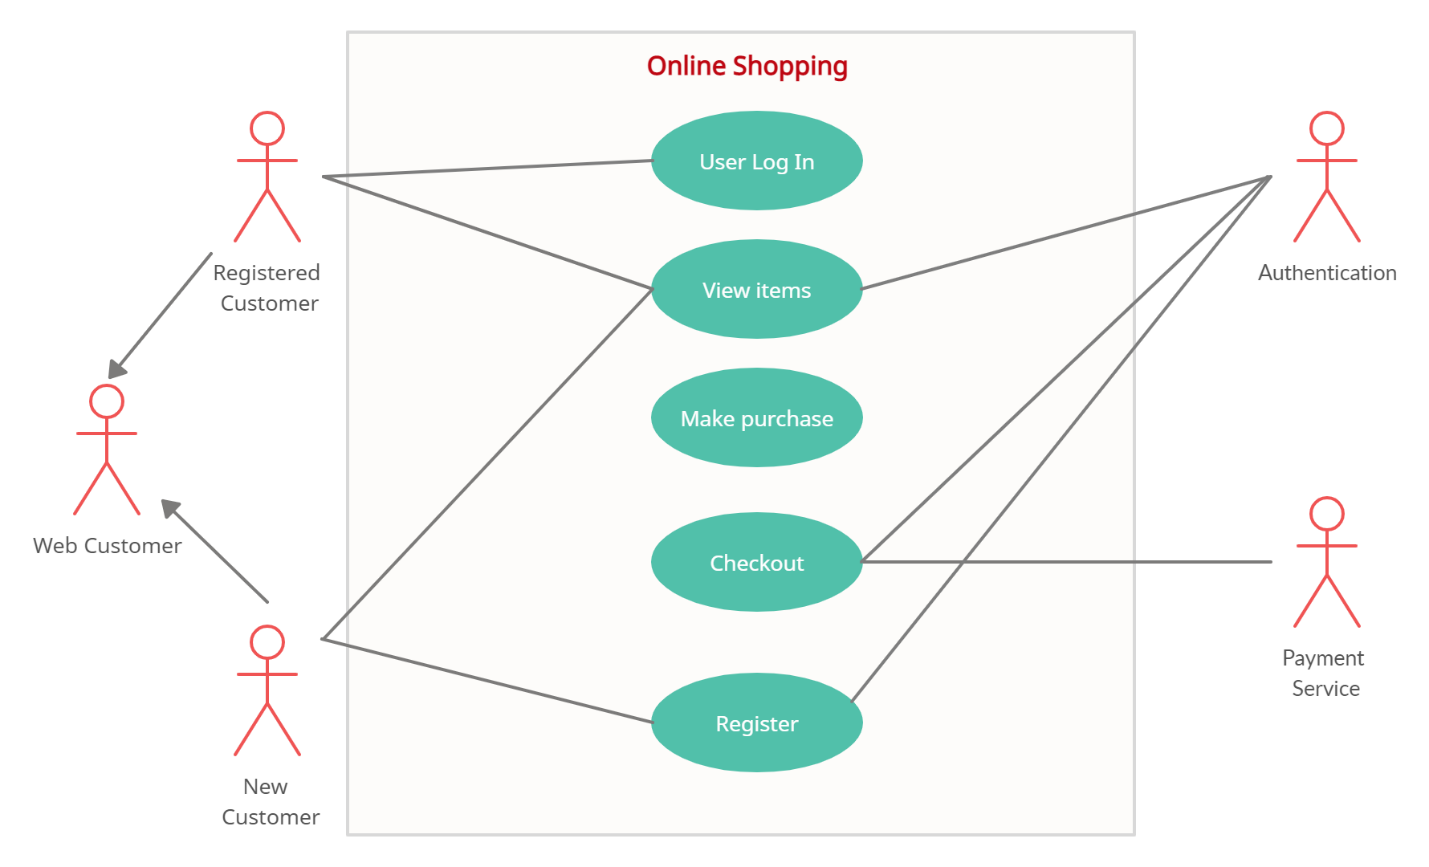 Online Shopping
User Log In
View items
Make purchase
Checkout
Register
Registered
Customer
Web Customer
New
Customer
Authentication
Payment
Service